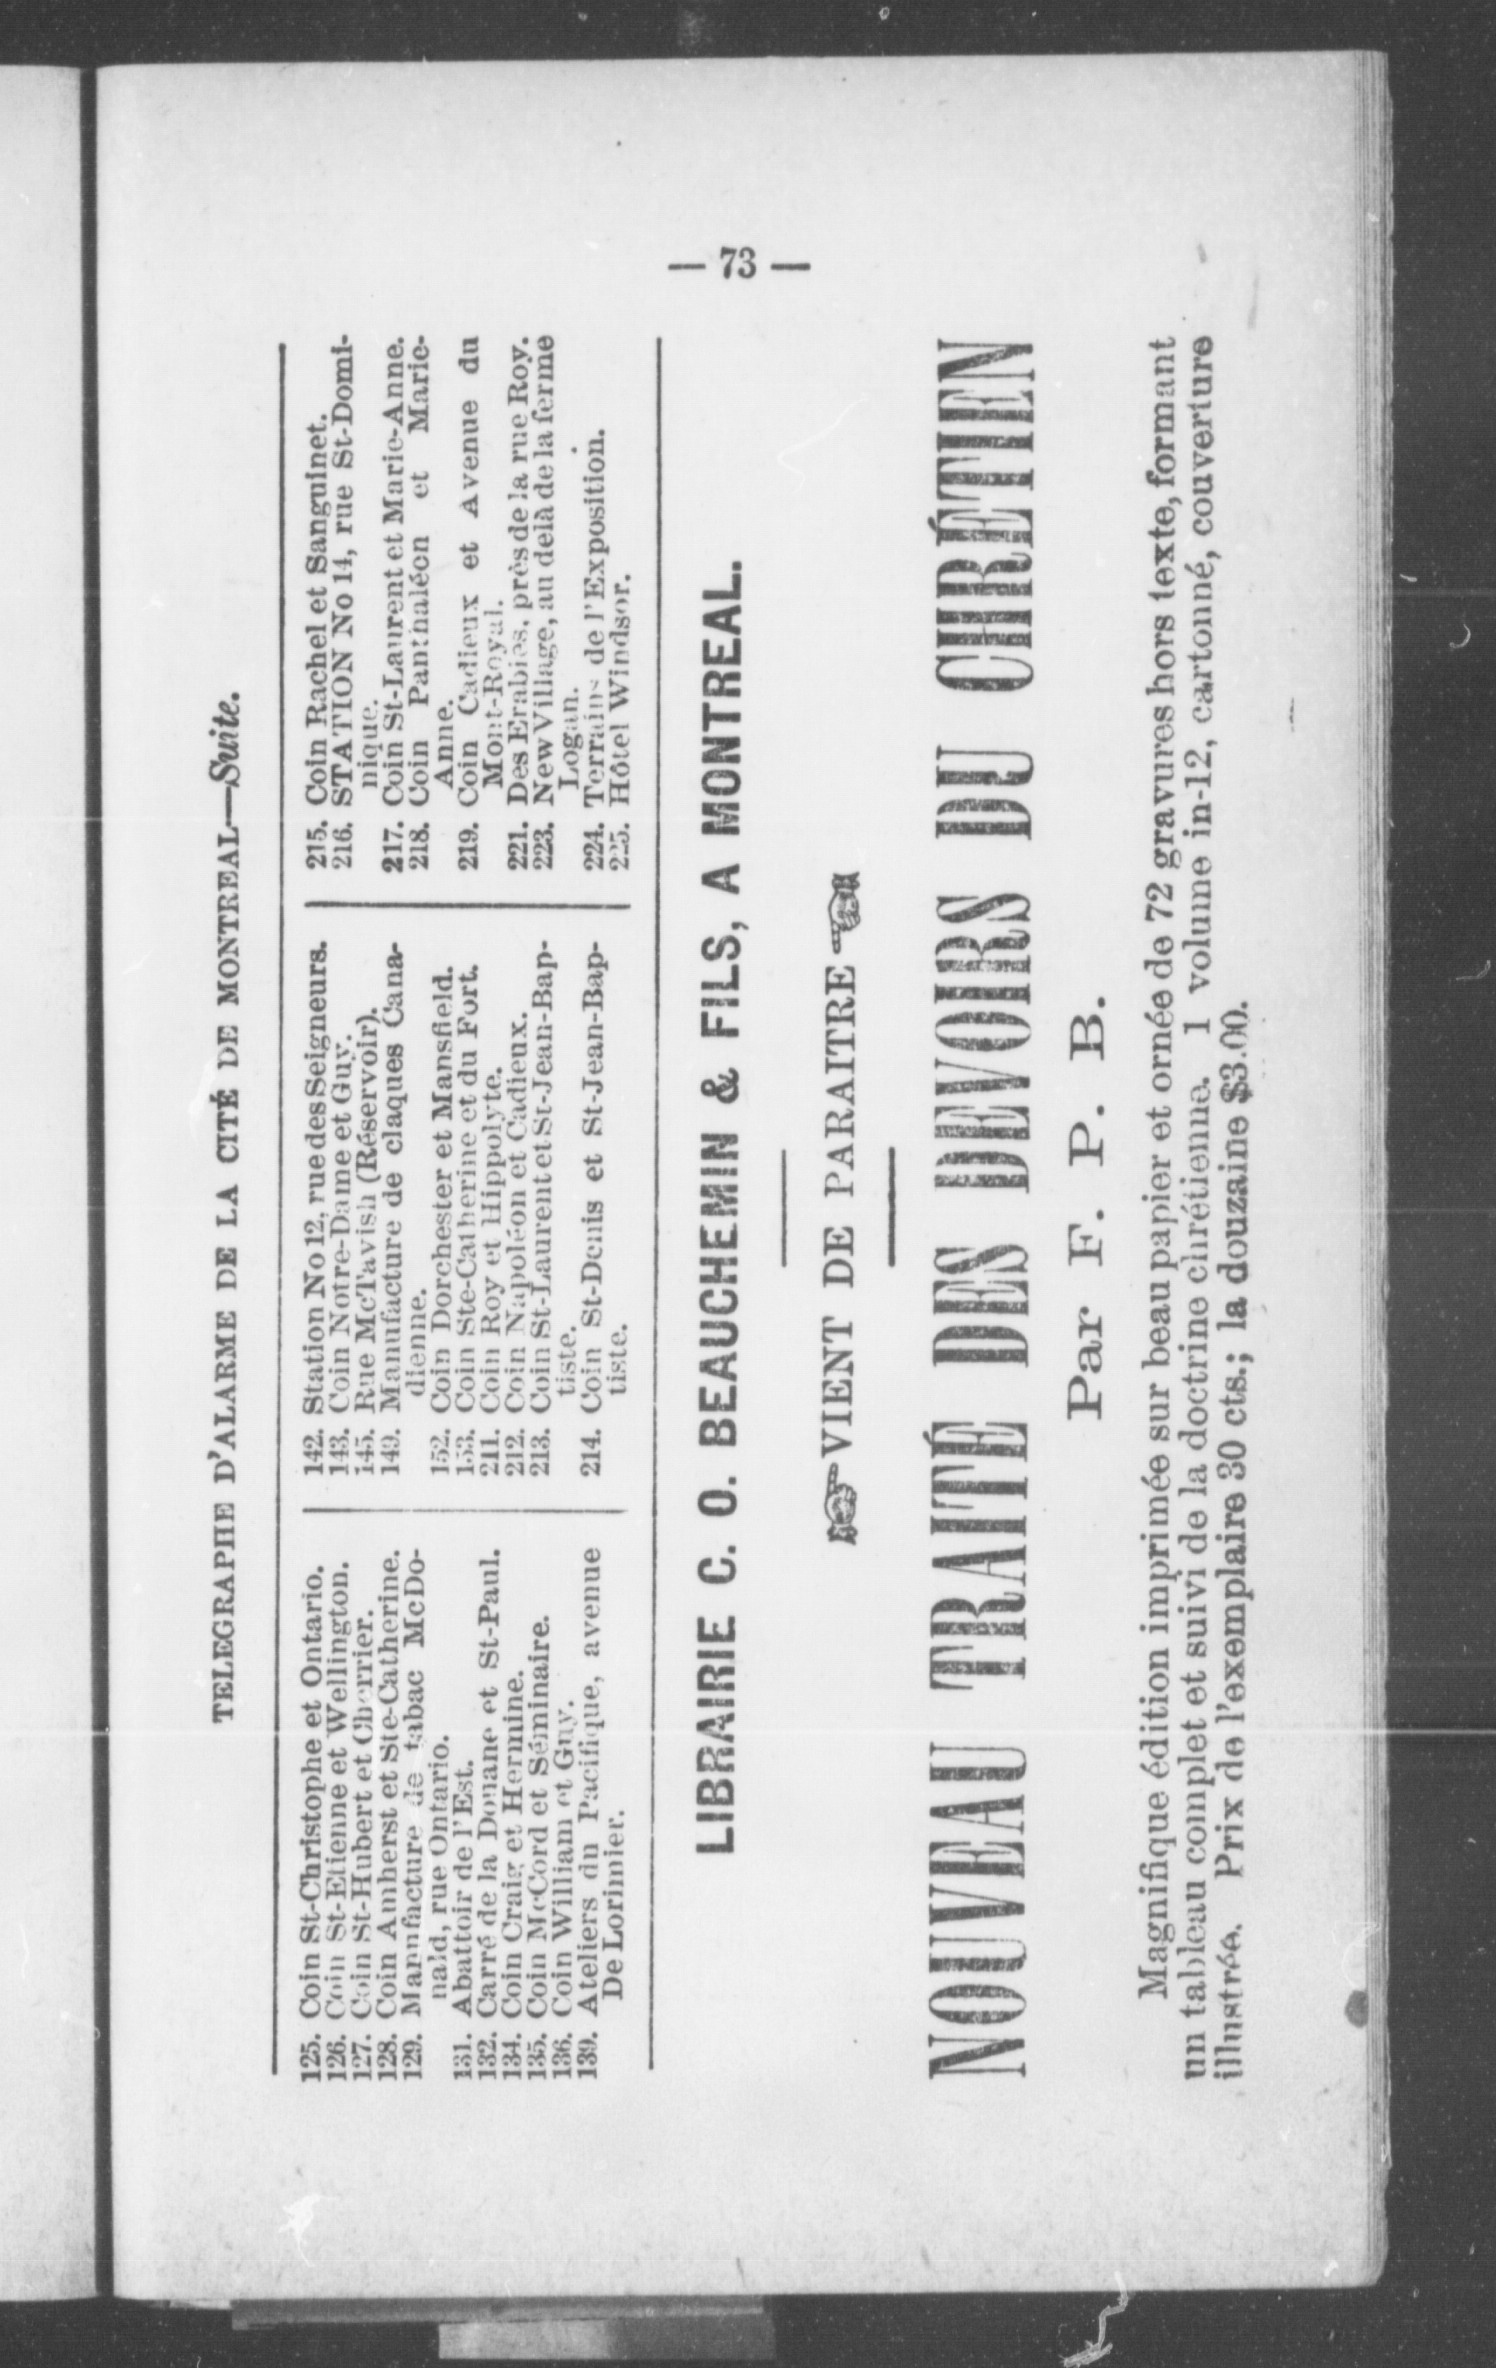 — 73 —
TELEGRAPHE D'ALARME DE LA CITÉ DE MONTREAL—Suite.
125. Coin St-Christophe et Ontario.
126. Coin St-Etienne et Wellington.
127. Coin St-Hubert et Cherrier.
128. Coin Amherst et Ste-Catherine.
129. Manufacture de tabac McDo-
nald, rue Ontario.
131. Abattoir de l'Est.
132. Carré de la Douane et St-Paul.
134. Coin Craig et Hermine.
135. Coin McCord et Séminaire.
136. Coin William et Guy.
139. Ateliers du Pacifique, avenue
De Lorimier.
142. Station No 12, rue des Seigneurs.
143. Coin Notre-Dame et Guy.
145. Rue McTavish (Réservoir).
149. Manufacture de claques Cana-
dienne.
152. Coin Dorchester et Mansfield.
153. Coin Ste-Catherine et du Fort.
211. Coin Roy et Hippolyte.
212. Coin Napoléon et Cadieux.
213. Coin St-Laurent et St-Jean-Bap-
tiste.
214. Coin St-Denis et St-Jean-Bap-
tiste.
215. Coin Rachel et Sanguinet.
216. STATION No 14, rue St-Domi-
nique.
217. Coin St-Laurent et Marie-Anne.
218. Coin Panthaléon et Marie-
Anne.
219. Coin Cadieux et Avenue du
Mont-Royal.
221. Des Erables, près de la rue Roy.
223. New Village, au delà de la ferme
Logan.
224. Terrains de l'Exposition.
225. Hôtel Windsor.
LIBRAIRIE C. O. BEAUCHEMIN & FILS, A MONTREAL.
VIENT DE PARAITRE
NOUVEAU TRAITÉ DES DEVOIRS DU CHRÉTIEN
Par F. P. B.
Magnifique édition imprimée sur beau papier et ornée de 72 gravures hors texte, formant
un tableau complet et suivi de la doctrine chrétienne. 1 volume in-12, cartonné, couverture
illustrée. Prix de l'exemplaire 30 cts.; la douzaine $3.00.